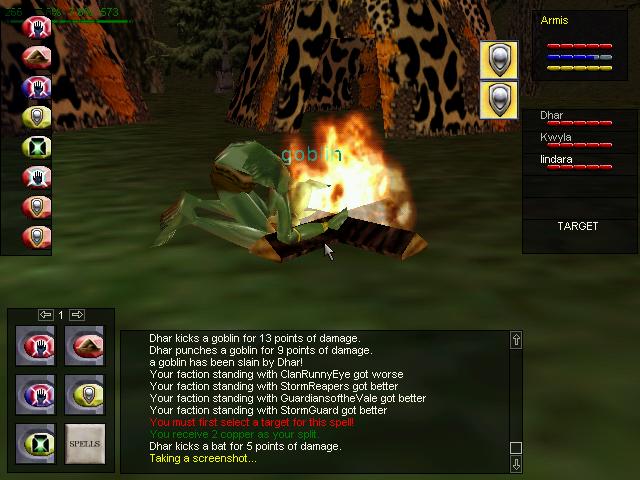 Armis
goblin
Dhar
Kwyla
lindara
TARGET
1
SPELLS
Dhar kicks a goblin for 13 points of damage.
Dhar punches a goblin for 9 points of damage.
a goblin has been slain by Dhar!
Your faction standing with ClanRunnyEye got worse
Your faction standing with StormReapers got better
Your faction standing with GuardiansoftheVale got better
Your faction standing with StormGuard got better
You must first select a target for this spell!
You receive 2 copper as your split.
Dhar kicks a bat for 5 points of damage.
Taking a screenshot...